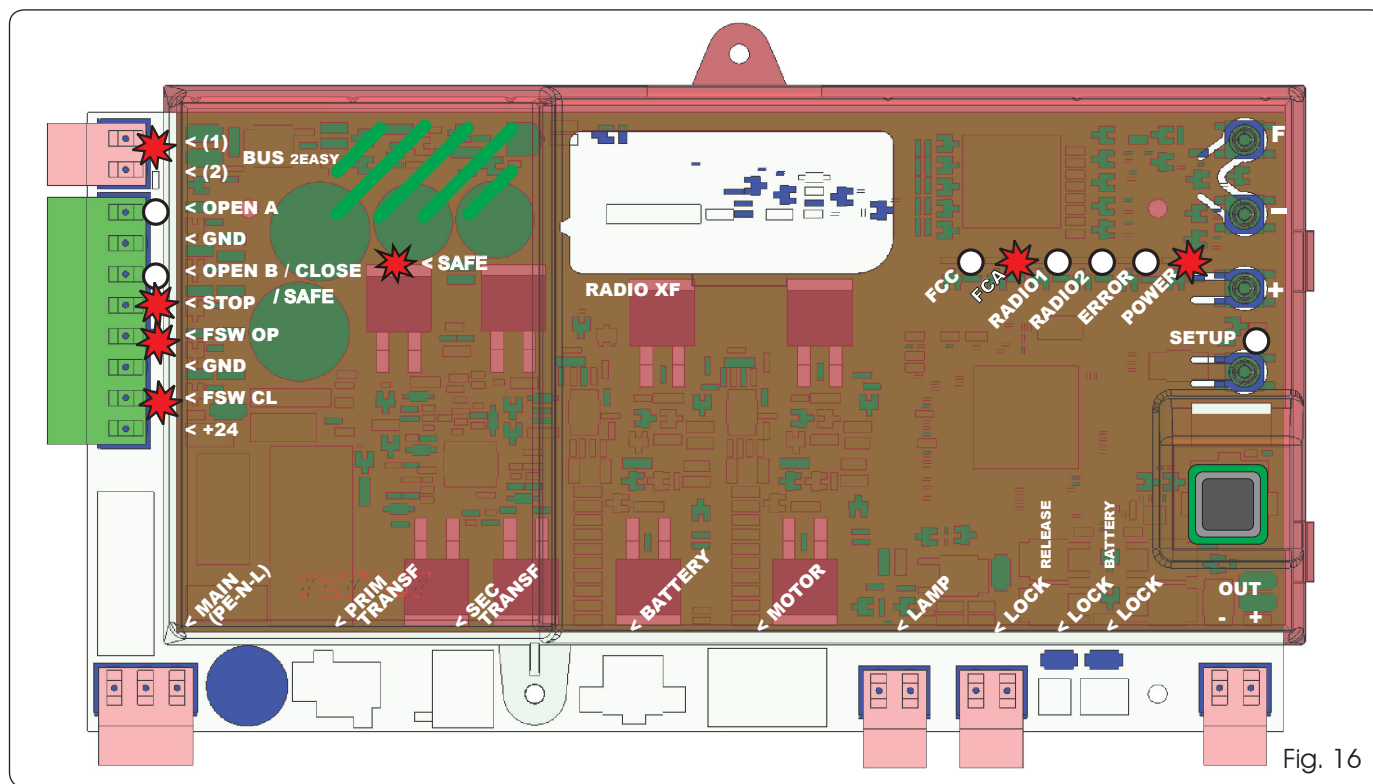 < (1)
BUS 2EASY
< (2)
< OPEN A
< GND
< OPEN B / CLOSE
/ SAFE
< STOP
< FSW OP
< GND
< FSW CL
< +24
< SAFE
RADIO XF
FCC
FCA
RADIO1
RADIO2
ERROR
POWER
F
-
+
SETUP
< MAIN
(PE-N-L)
< PRIM
TRANSF
< SEC
TRANSF
< BATTERY
< MOTOR
< LAMP
< LOCK
RELEASE
< LOCK
BATTERY
< LOCK
OUT
- +
Fig. 16